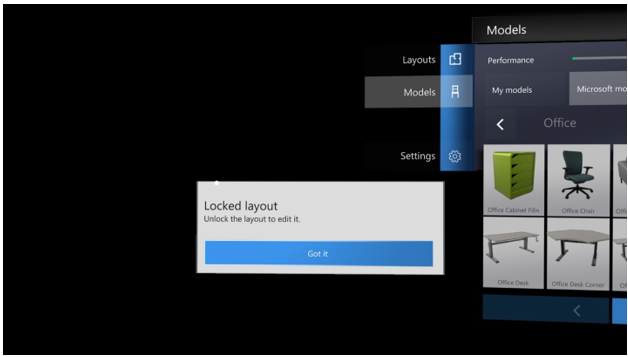 Models
Layouts
Performance
Models
My models
Microsoft mo
Office
Settings
Locked layout
Unlock the layout to edit it.
Got it
Office Cabinet Filin
Office Chair
Offi
Office Desk
Office Desk Corner
Of